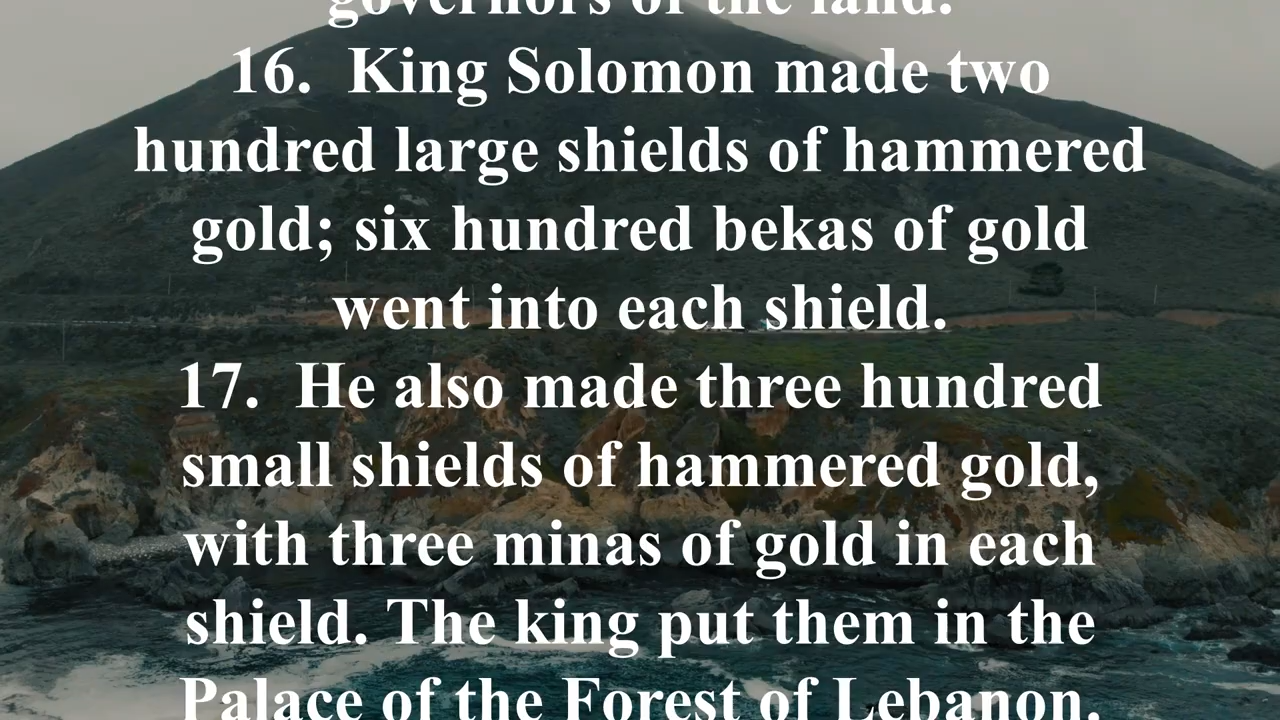 governors of the land.
16. King Solomon made two
hundred large shields of hammered
gold; six hundred bekas of gold
went into each shield.
17. He also made three hundred
small shields of hammered gold,
with three minas of gold in each
shield. The king put them in the
Palace of the Forest of Lebanon.